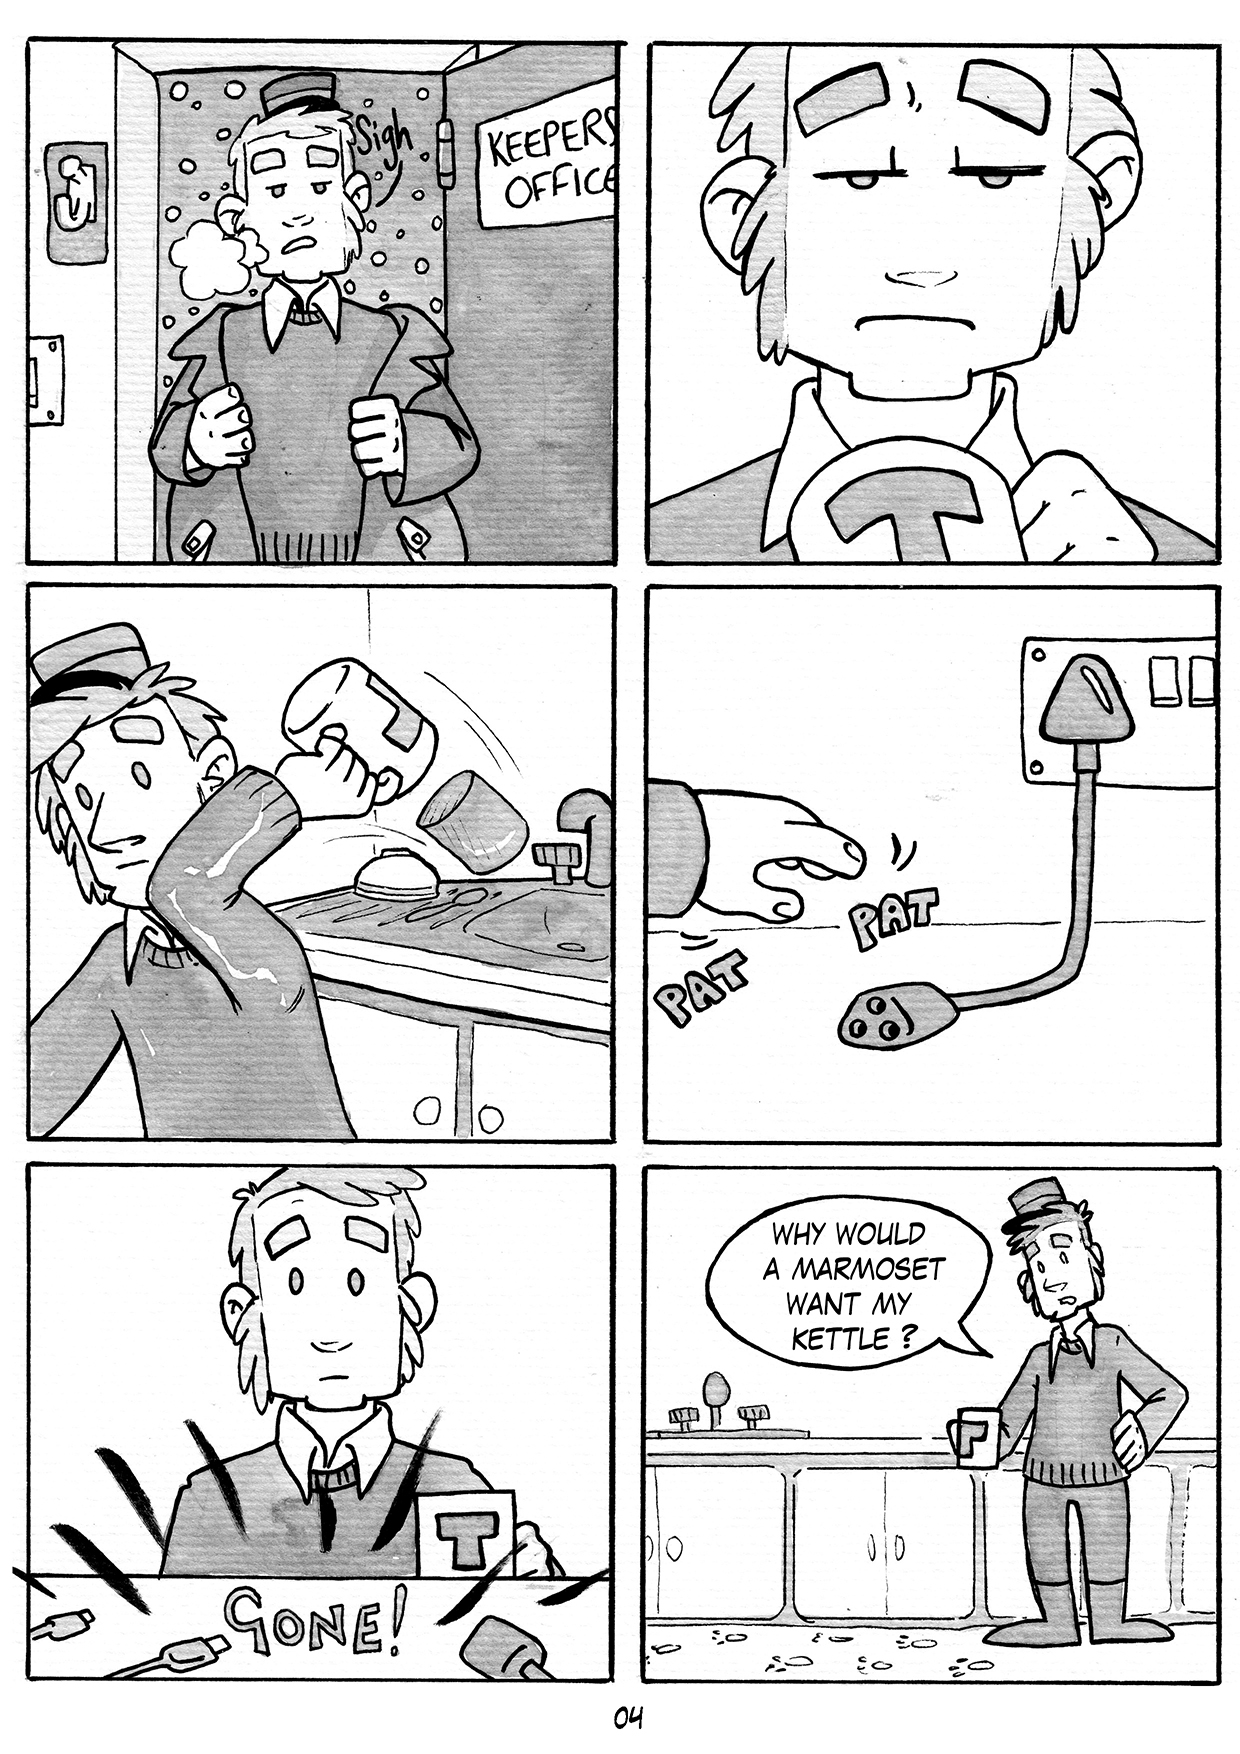 Sigh
KEEPERS
OFFICE
T
T
PAT
PAT
T
GONE!
WHY WOULD
A MARMOSET
WANT MY
KETTLE?
T
04